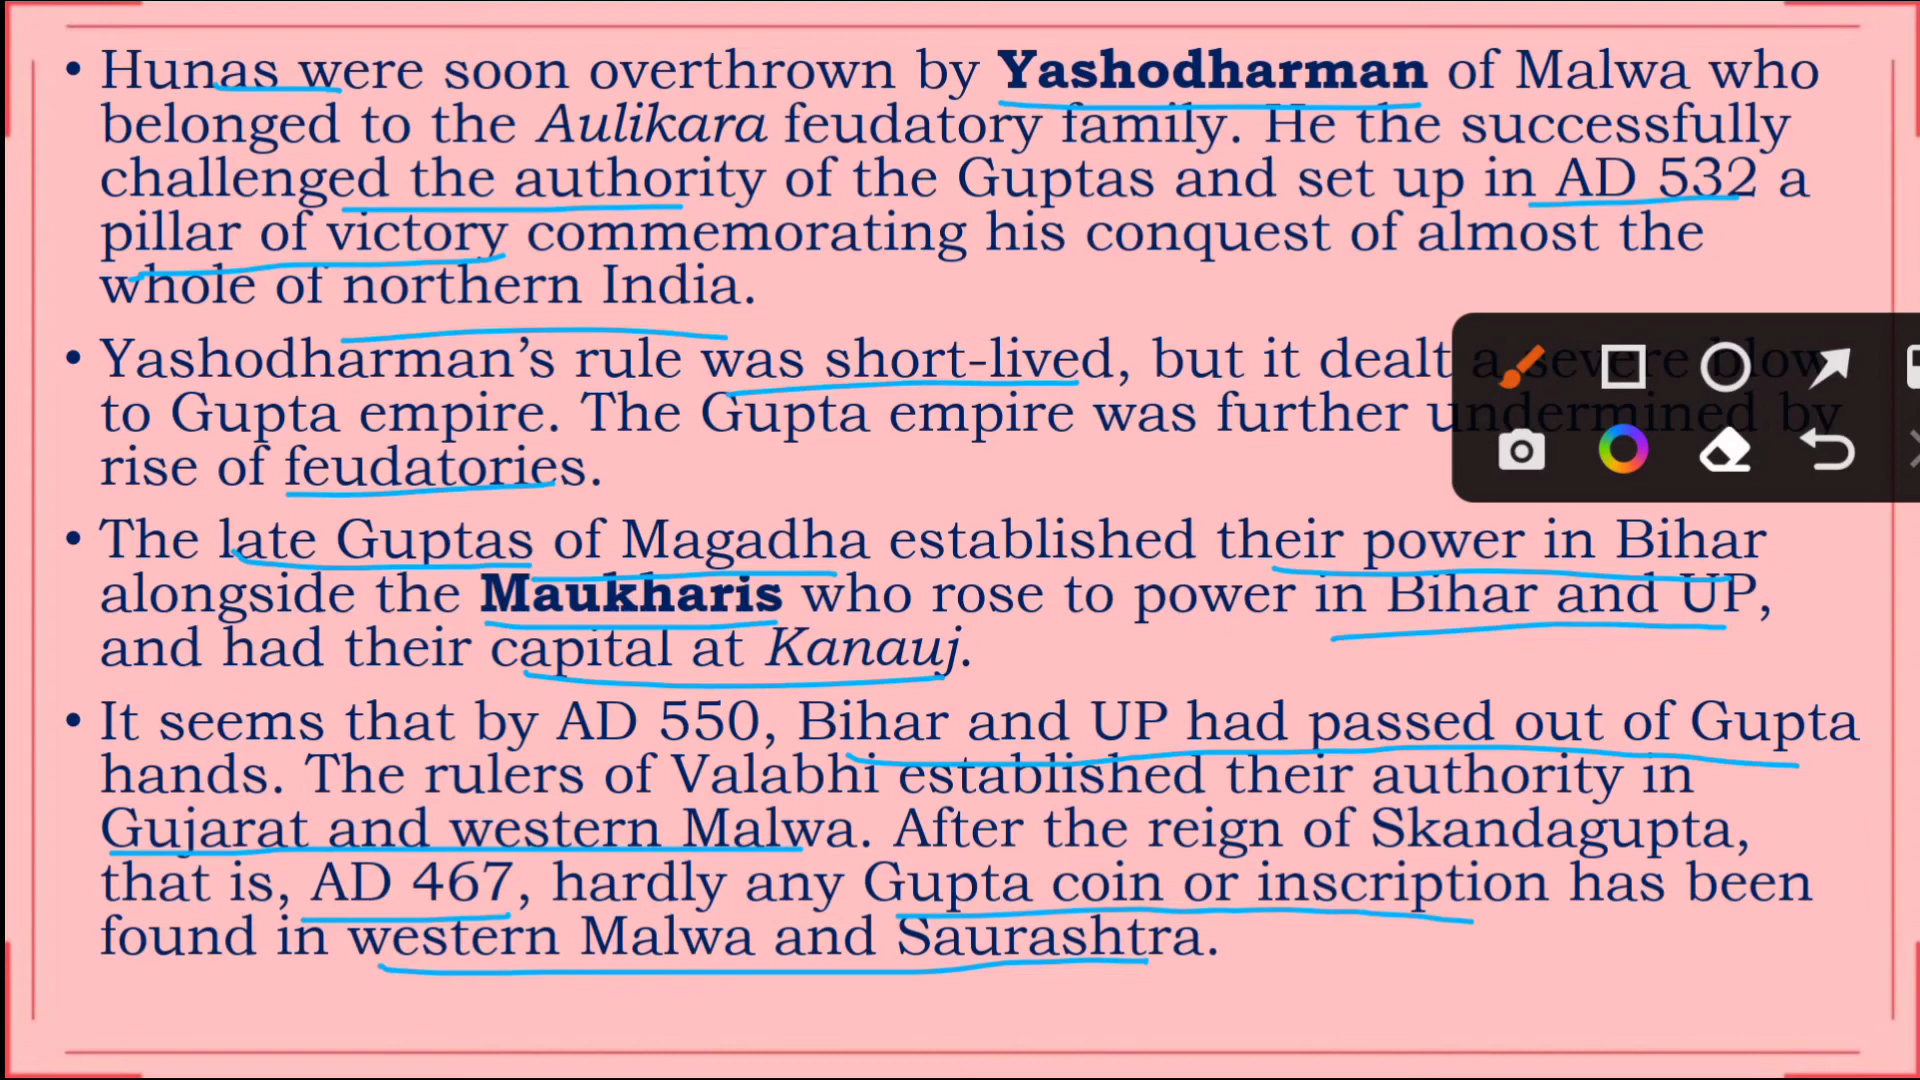 • Hunas were soon overthrown by Yashodharman of Malwa who
belonged to the Aulikara feudatory family. He the successfully
challenged the authority of the Guptas and set up in AD 532 a
pillar of victory commemorating his conquest of almost the
whole of northern India.
• Yashodharman’s rule was short-lived, but it dealt a severe blow
to Gupta empire. The Gupta empire was further undermined by
rise of feudatories.
• The late Guptas of Magadha established their power in Bihar
alongside the Maukharis who rose to power in Bihar and UP,
and had their capital at Kanauj.
• It seems that by AD 550, Bihar and UP had passed out of Gupta
hands. The rulers of Valabhi established their authority in
Gujarat and western Malwa. After the reign of Skandagupta,
that is, AD 467, hardly any Gupta coin or inscription has been
found in western Malwa and Saurashtra.